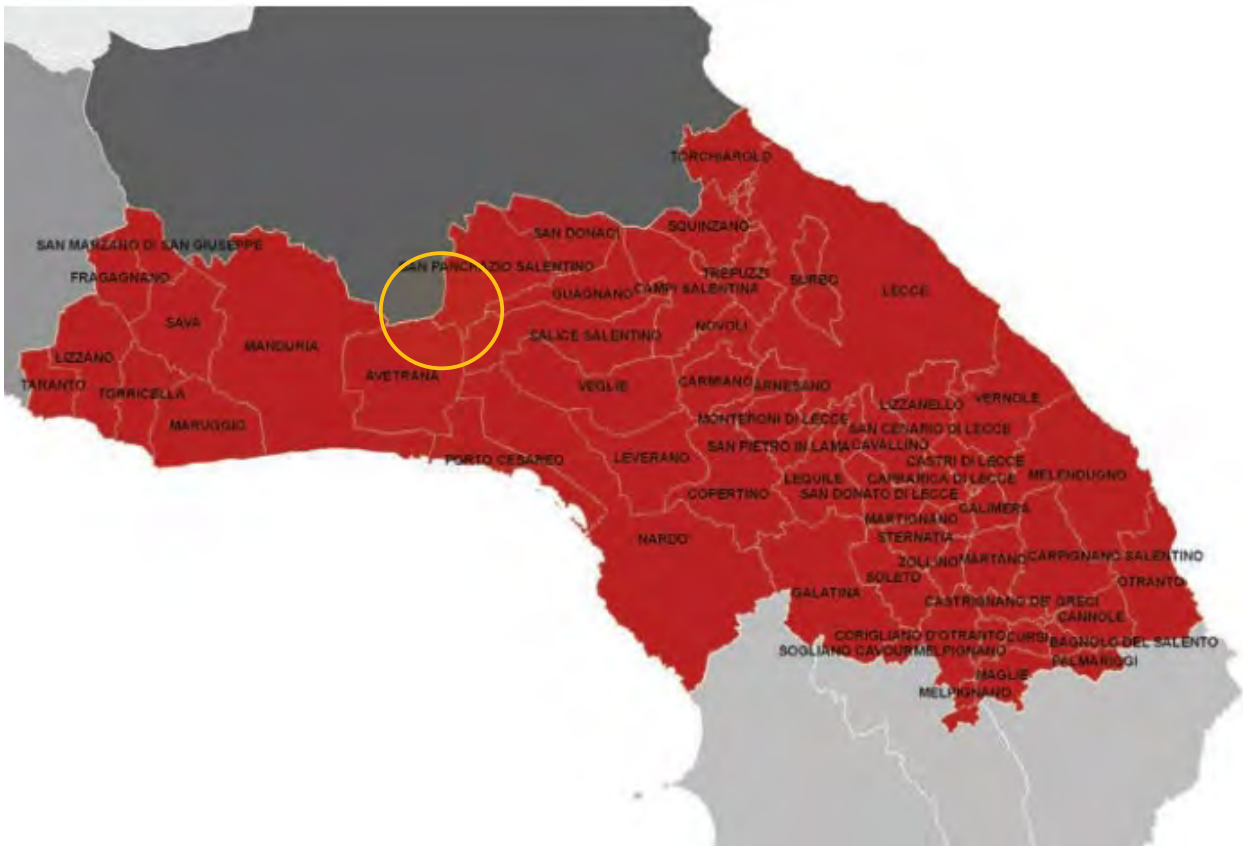 TORCHIAROLO
SQUINZANO
SAN DONACI
SAN MARZANO DI SAN GIUSEPPE
SAN PANCRAZIO SALENTINO
FRAGAGNANO
TREPUZZI
SURBO
CAMPI SALENTINA
GUAGNANO
LECCE
SAVA
NOVOLI
SALICE SALENTINO
MANDURIA
LIZZANO
AVETRANA
TARANTO
VEGLIE
CARMIANO
ARNESANO
TORRICELLA
LIZZANELLO
VERNOLE
MARUGGIO
MONTERONI DI LECCE
SAN CENARIO DI LECCE
SAN PIETRO IN LAMA
CAVALLINO
PORTO CESAREO
LEVERANO
CASTRI DI LECCE
MELENDUGNO
LEQUILE
CAPRARICA DI LECCE
COPERTINO
SAN DONATO DI LECCE
CALIMERA
MARTIGNANO
NARDO'
STERNATIA
ZOLLINO
MARTANO
CARPIGNANO SALENTINO
SOLETO
OTRANTO
GALATINA
CASTRIGNANO DE' GRECI
CANNOLE
CORIGLIANO D'OTRANTO
CURSI
BAGNOLO DEL SALENTO
SOGLIANO CAVOUR
MELPIGNANO
PALMARIGGI
MAGLIE
MELPIGNANO